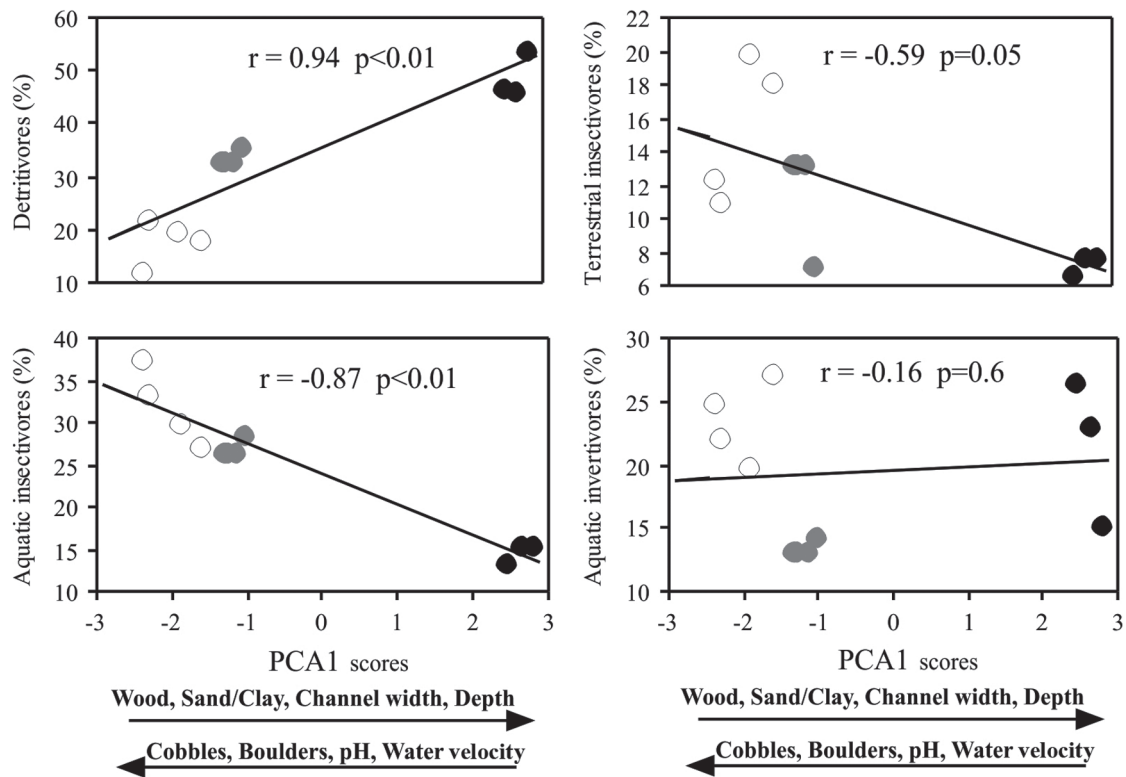 60
50
40
30
20
10
Detritivores (%)
r = 0.94 p<0.01
22
20
18
16
14
12
10
8
6
Terrestrial insectivores (%)
r = -0.59 p=0.05
40
35
30
25
20
15
10
Aquatic insectivores (%)
r = -0.87 p<0.01
-3 -2 -1 0 1 2 3
PCA1 scores
Wood, Sand/Clay, Channel width, Depth
Cobbles, Boulders, pH, Water velocity
30
25
20
15
10
Aquatic invertivores (%)
r = -0.16 p=0.6
-3 -2 -1 0 1 2 3
PCA1 scores
Wood, Sand/Clay, Channel width, Depth
Cobbles, Boulders, pH, Water velocity